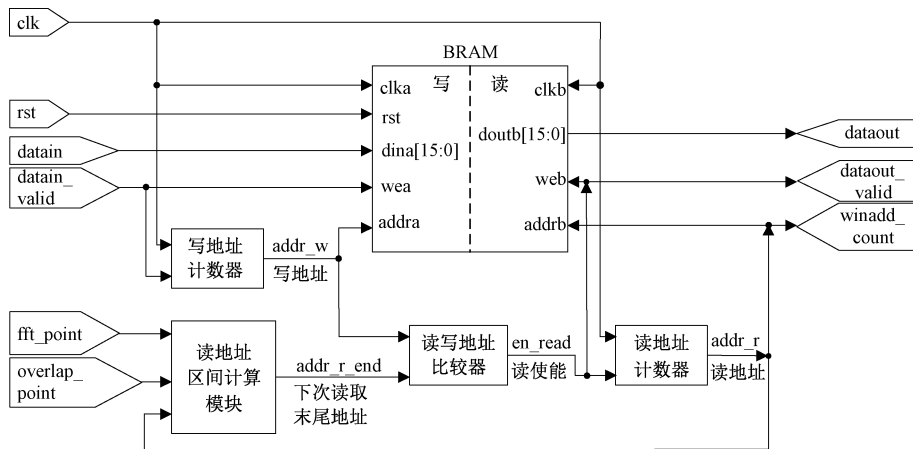 clk
BRAM
写
读
clka
clkb
rst
rst
doutb[15:0]
dataout
datain
dina[15:0]
datain_
valid
wea
web
dataout_
valid
addra
addrb
winadd_
count
写地址
计数器
addr_w
写地址
fft_point
overlap_
point
读地址
区间计算
模块
addr_r_end
下次读取
末尾地址
读写地址
比较器
en_read
读使能
读地址
计数器
addr_r
读地址